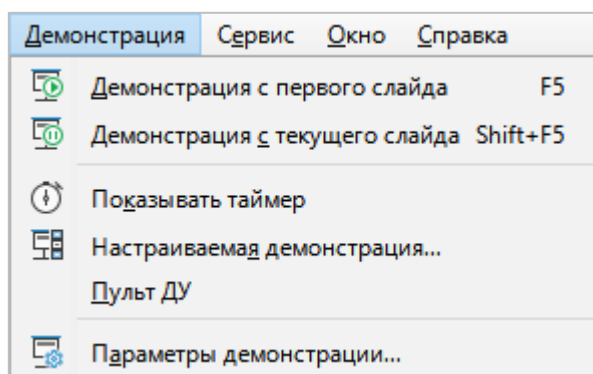 Демонстрация Сервис Окно Справка
Демонстрация с первого слайда F5
Демонстрация с текущего слайда Shift+F5
Показывать таймер
Настраиваемая демонстрация...
Пульт ДУ
Параметры демонстрации...